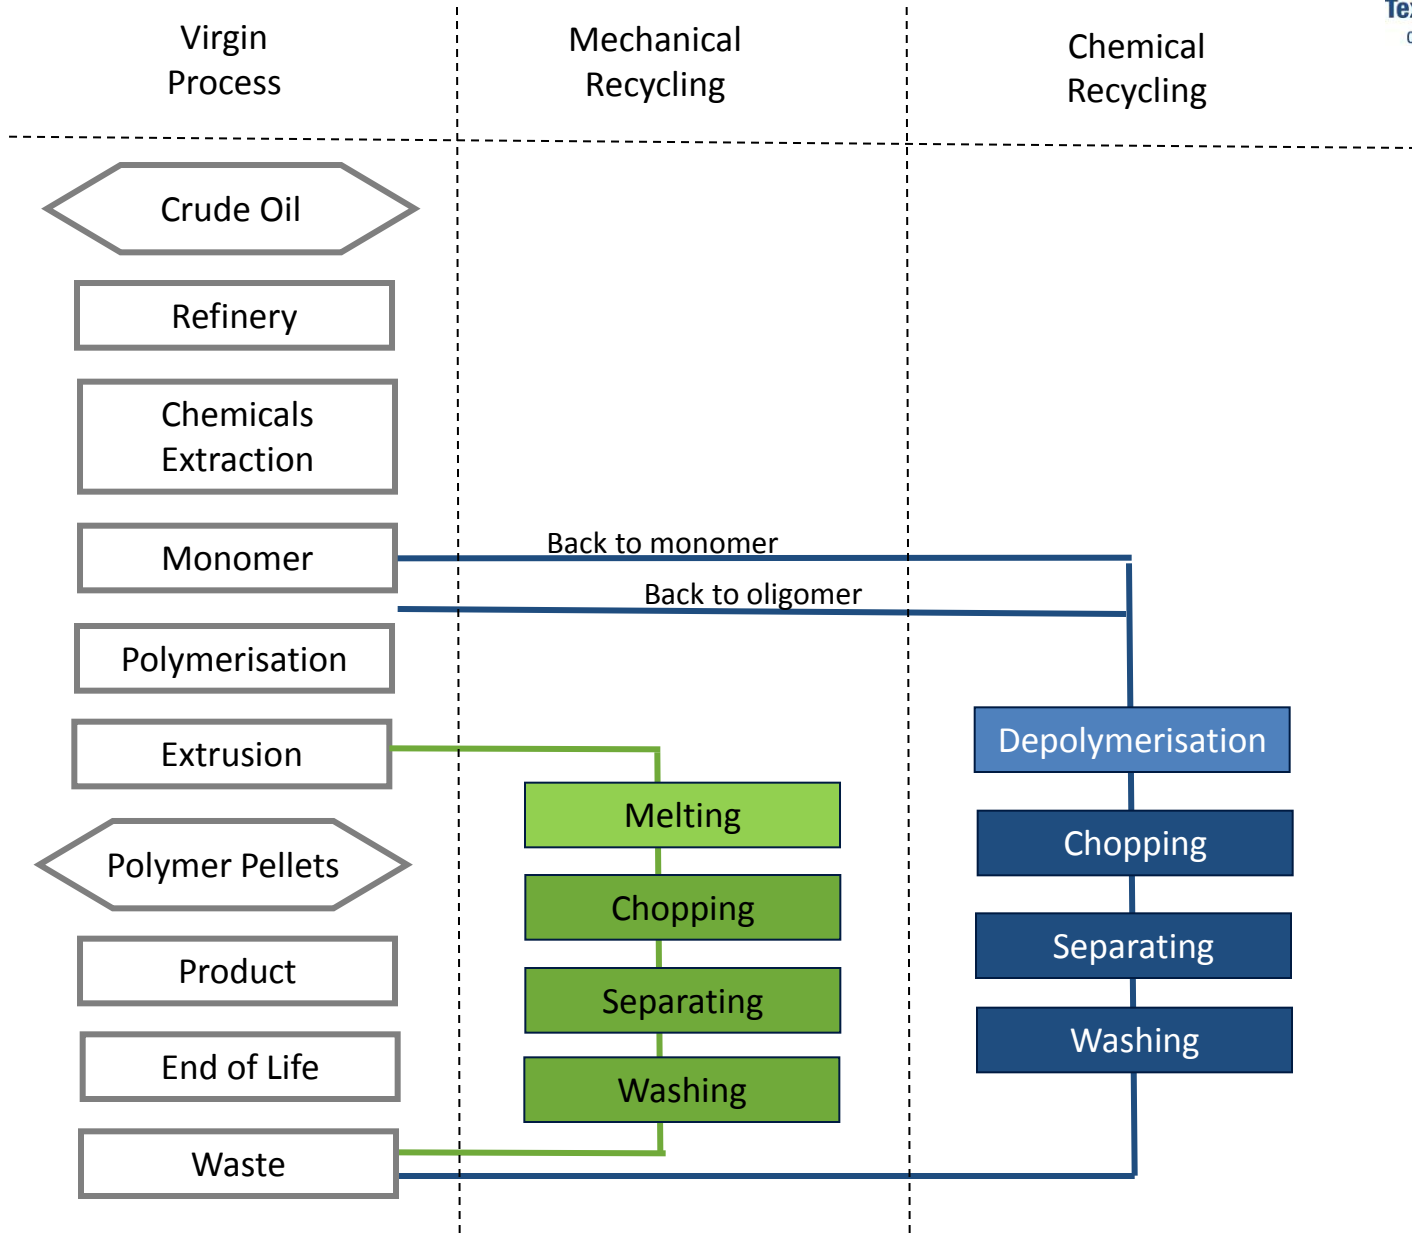 Virgin
Process
Mechanical
Recycling
Chemical
Recycling
Crude Oil
Refinery
Chemicals
Extraction
Monomer
Back to monomer
Back to oligomer
Polymerisation
Extrusion
Depolymerisation
Melting
Chopping
Polymer Pellets
Chopping
Separating
Product
Separating
Washing
End of Life
Washing
Waste